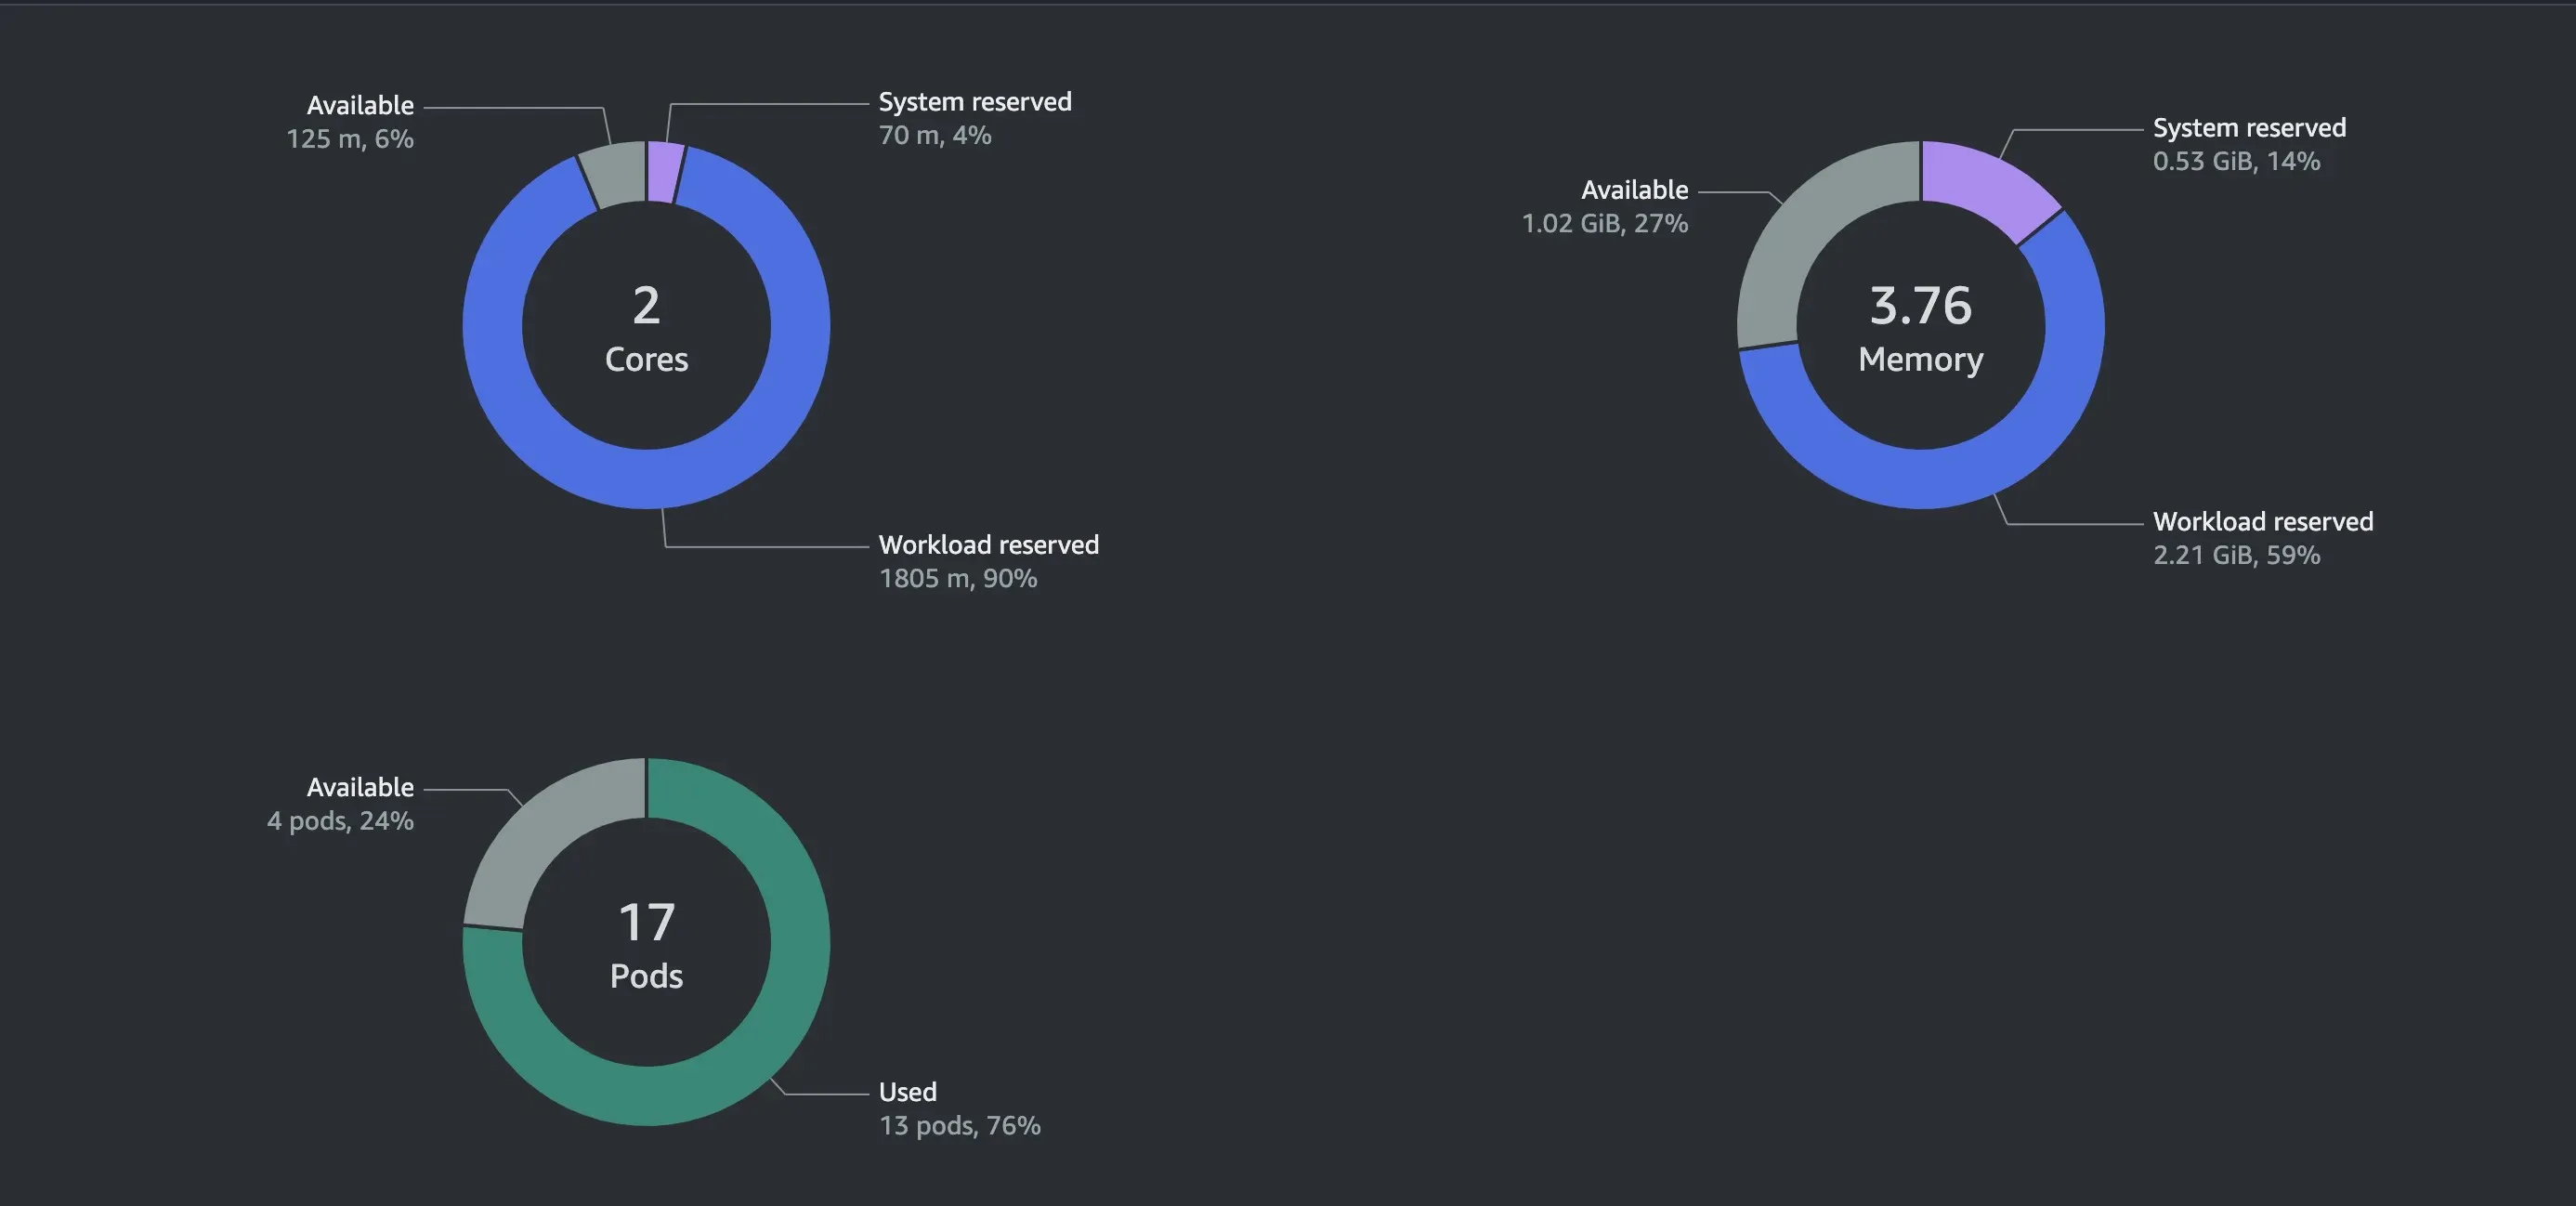 Available
125 m, 6%
System reserved
70 m, 4%
2
Cores
Workload reserved
1805 m, 90%
System reserved
0.53 GiB, 14%
Available
1.02 GiB, 27%
3.76
Memory
Workload reserved
2.21 GiB, 59%
Available
4 pods, 24%
17
Pods
Used
13 pods, 76%